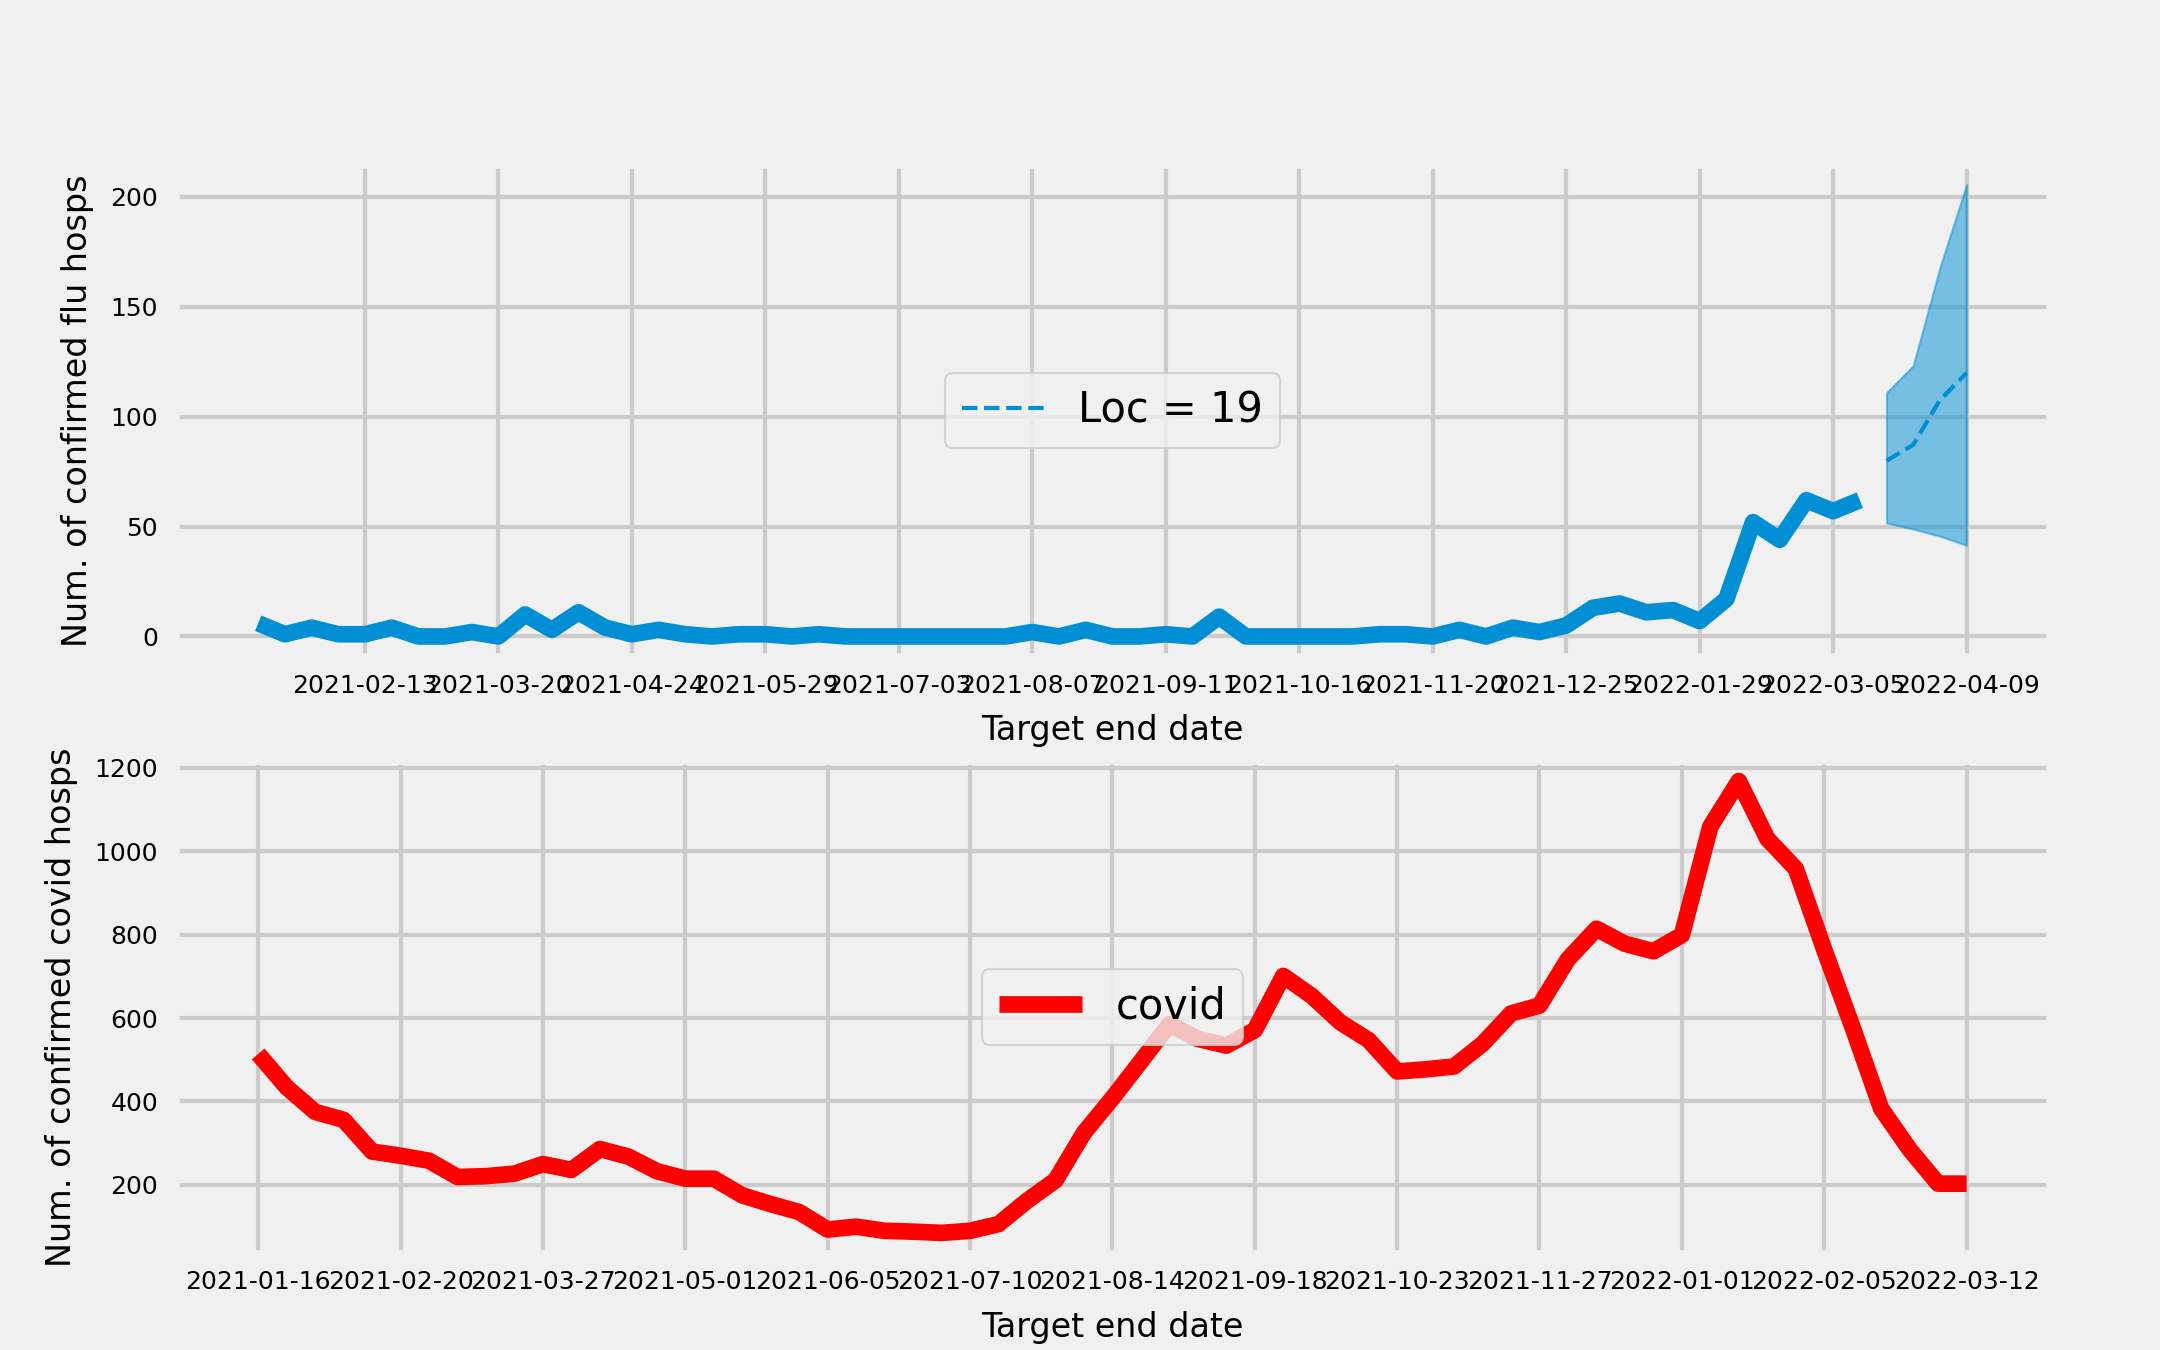 Num. of confirmed flu hosps
200
150
100
50
0
Loc = 19
2021-02-13 2021-03-20 2021-04-24 2021-05-29 2021-07-03 2021-08-07 2021-09-11 2021-10-16 2021-11-20 2021-12-25 2022-01-29 2022-03-05 2022-04-09
Target end date
Num. of confirmed covid hosps
1200
1000
800
600
400
200
covid
2021-01-16 2021-02-20 2021-03-27 2021-05-01 2021-06-05 2021-07-10 2021-08-14 2021-09-18 2021-10-23 2021-11-27 2022-01-01 2022-02-05 2022-03-12
Target end date